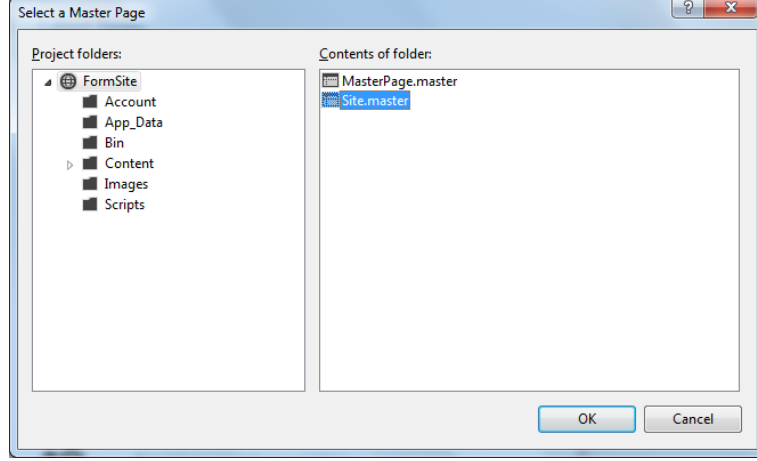 Select a Master Page
Project folders:
Contents of folder:
FormSite
Account
App_Data
Bin
Content
Images
Scripts
MasterPage.master
Site.master
OK
Cancel